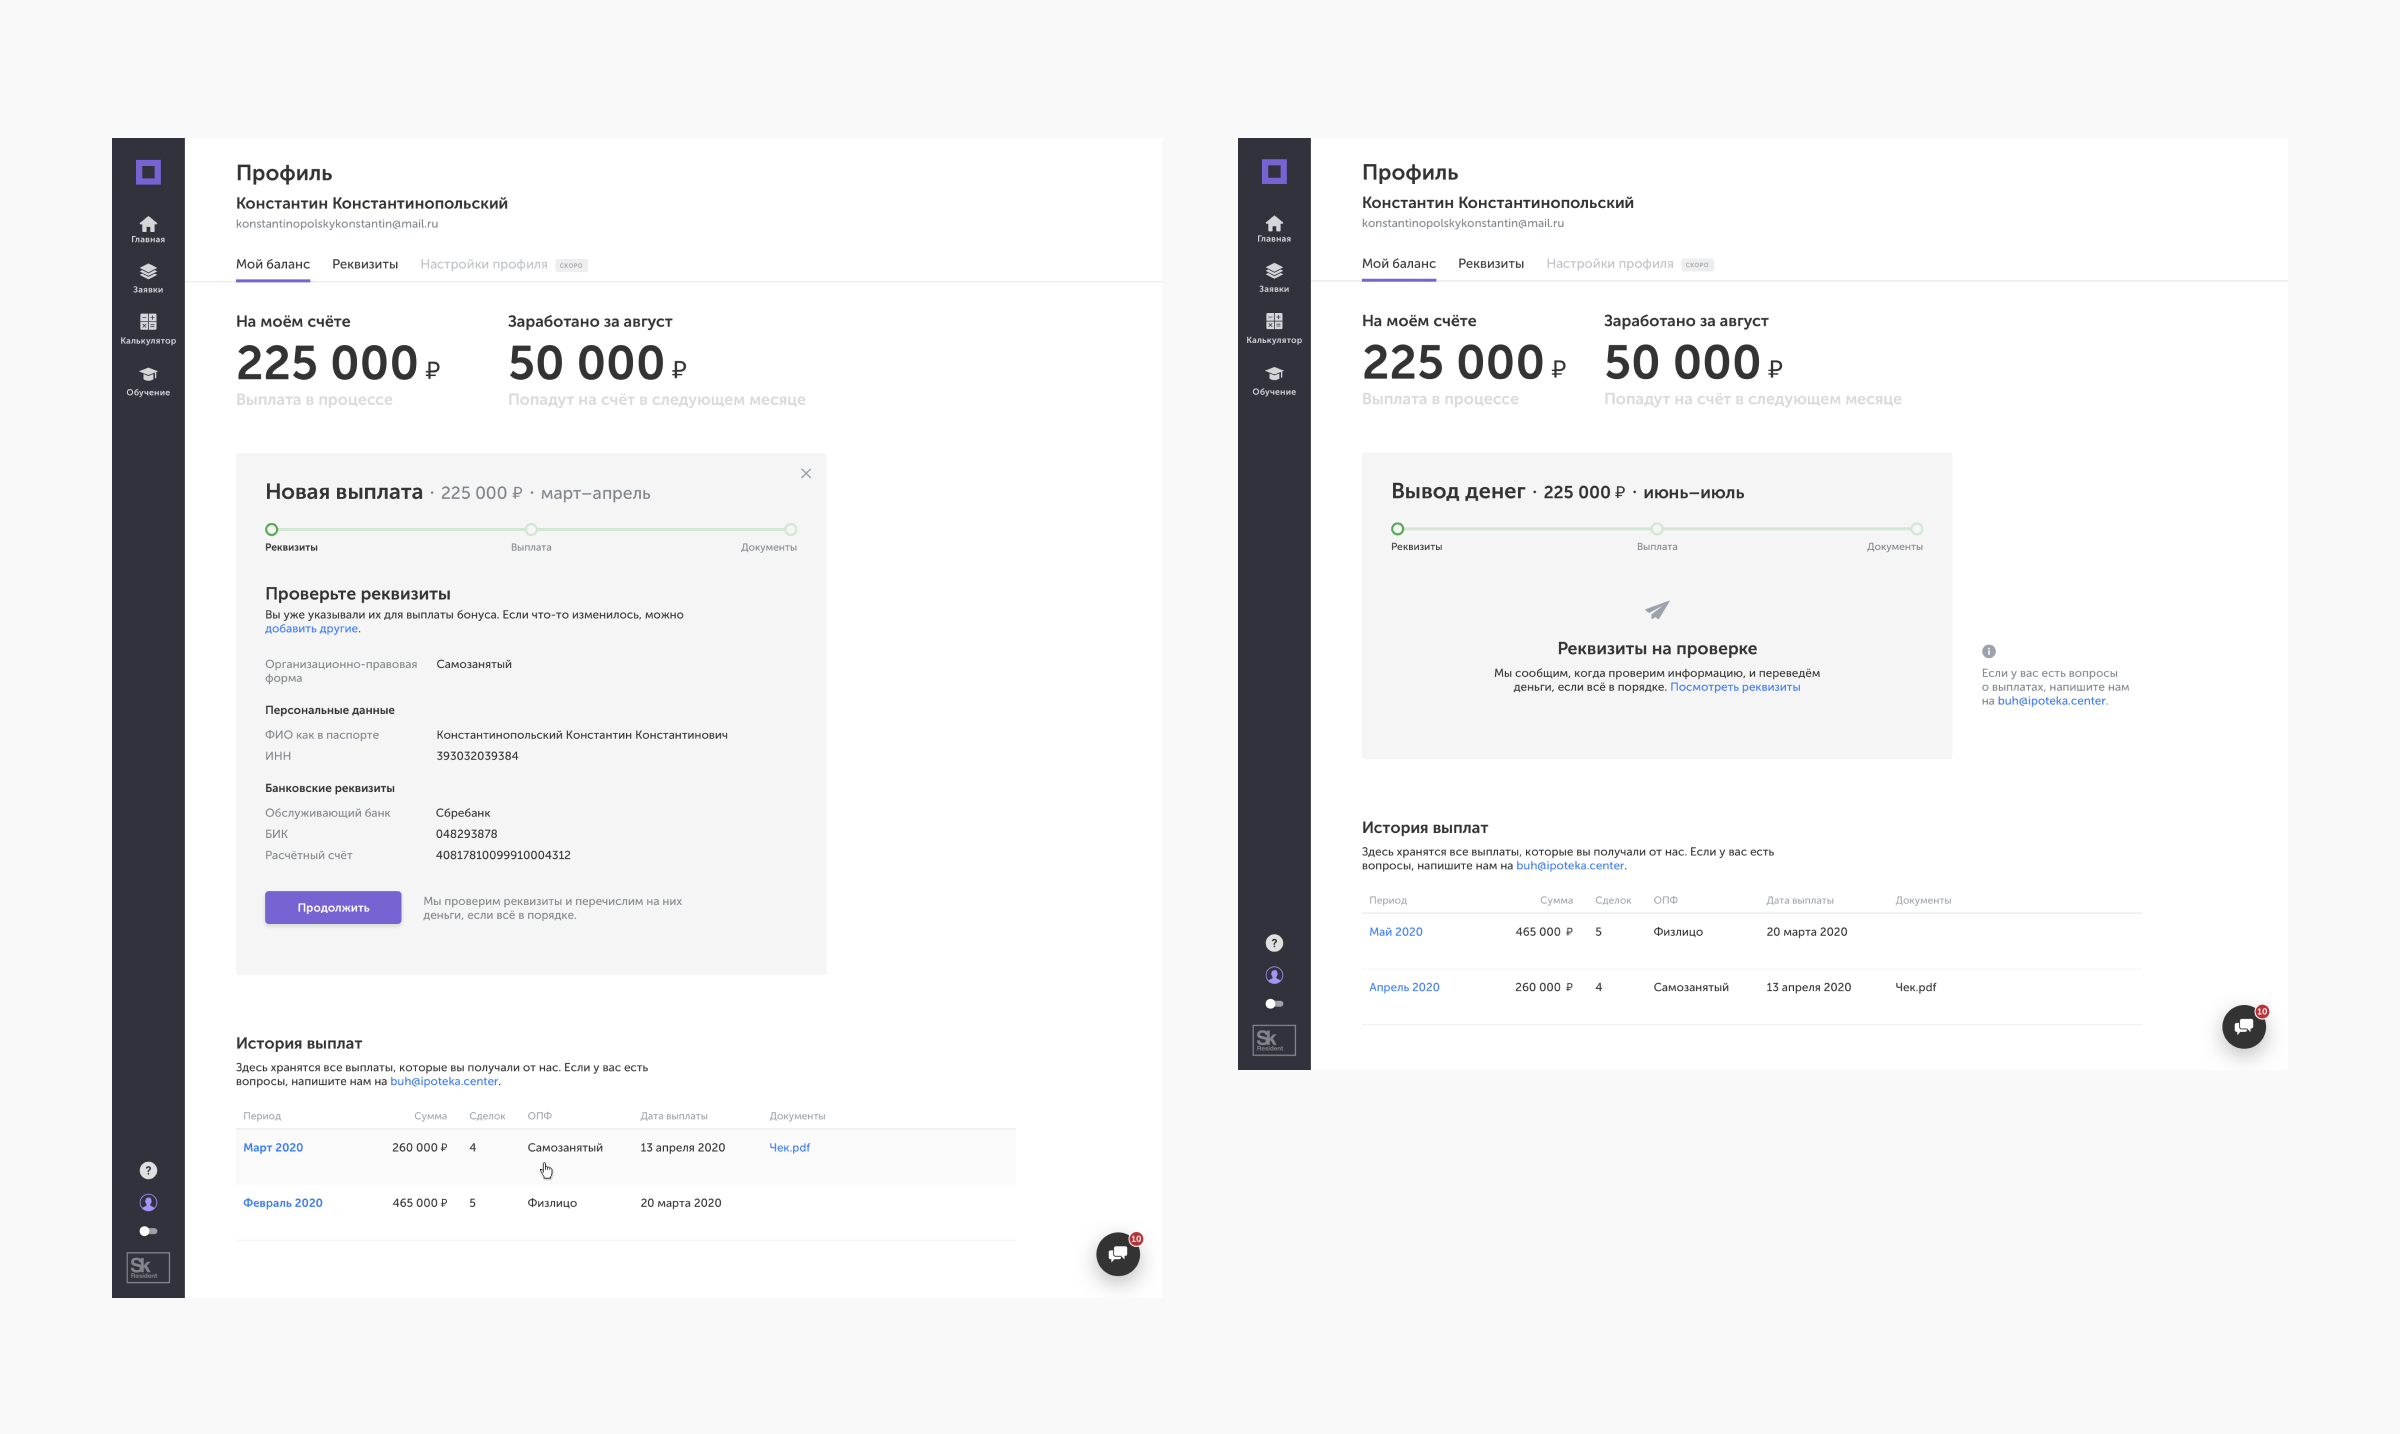 Главная
Заявки
Калькулятор
Обучение
?
Sk
Resident
Профиль
Константин Константинопольский
konstantinopolskykonstantin@mail.ru
Мой баланс Реквизиты Настройки профиля СКОРО
На моём счёте Заработано за август
225 000 ₽ 50 000 ₽
Выплата в процессе Попадут на счёт в следующем месяце
Новая выплата · 225 000 ₽ · март–апрель
Реквизиты Выплата Документы
Проверьте реквизиты
Вы уже указывали их для выплаты бонуса. Если что-то изменилось, можно
добавить другие.
Организационно-правовая Самозанятый
форма
Персональные данные
ФИО как в паспорте Константинопольский Константин Константинович
ИНН 393032039384
Банковские реквизиты
Обслуживающий банк Сбребанк
БИК 048293878
Расчётный счёт 40817810099910004312
Продолжить
Мы проверим реквизиты и перечислим на них
деньги, если всё в порядке.
История выплат
Здесь хранятся все выплаты, которые вы получали от нас. Если у вас есть
вопросы, напишите нам на buh@ipoteka.center.
Период Сумма Сделок ОПФ Дата выплаты Документы
Март 2020 260 000 ₽ 4 Самозанятый 13 апреля 2020 Чек.pdf
Февраль 2020 465 000 ₽ 5 Физлицо 20 марта 2020
10
Главная
Заявки
Калькулятор
Обучение
?
Sk
Resident
Профиль
Константин Константинопольский
konstantinopolskykonstantin@mail.ru
Мой баланс Реквизиты Настройки профиля СКОРО
На моём счёте Заработано за август
225 000 ₽ 50 000 ₽
Выплата в процессе Попадут на счёт в следующем месяце
Вывод денег · 225 000 ₽ · июнь–июль
Реквизиты Выплата Документы
Реквизиты на проверке
Мы сообщим, когда проверим информацию, и переведём
деньги, если всё в порядке. Посмотреть реквизиты
Если у вас есть вопросы
о выплатах, напишите нам
на buh@ipoteka.center.
История выплат
Здесь хранятся все выплаты, которые вы получали от нас. Если у вас есть
вопросы, напишите нам на buh@ipoteka.center.
Период Сумма Сделок ОПФ Дата выплаты Документы
Май 2020 465 000 ₽ 5 Физлицо 20 марта 2020
Апрель 2020 260 000 ₽ 4 Самозанятый 13 апреля 2020 Чек.pdf
10